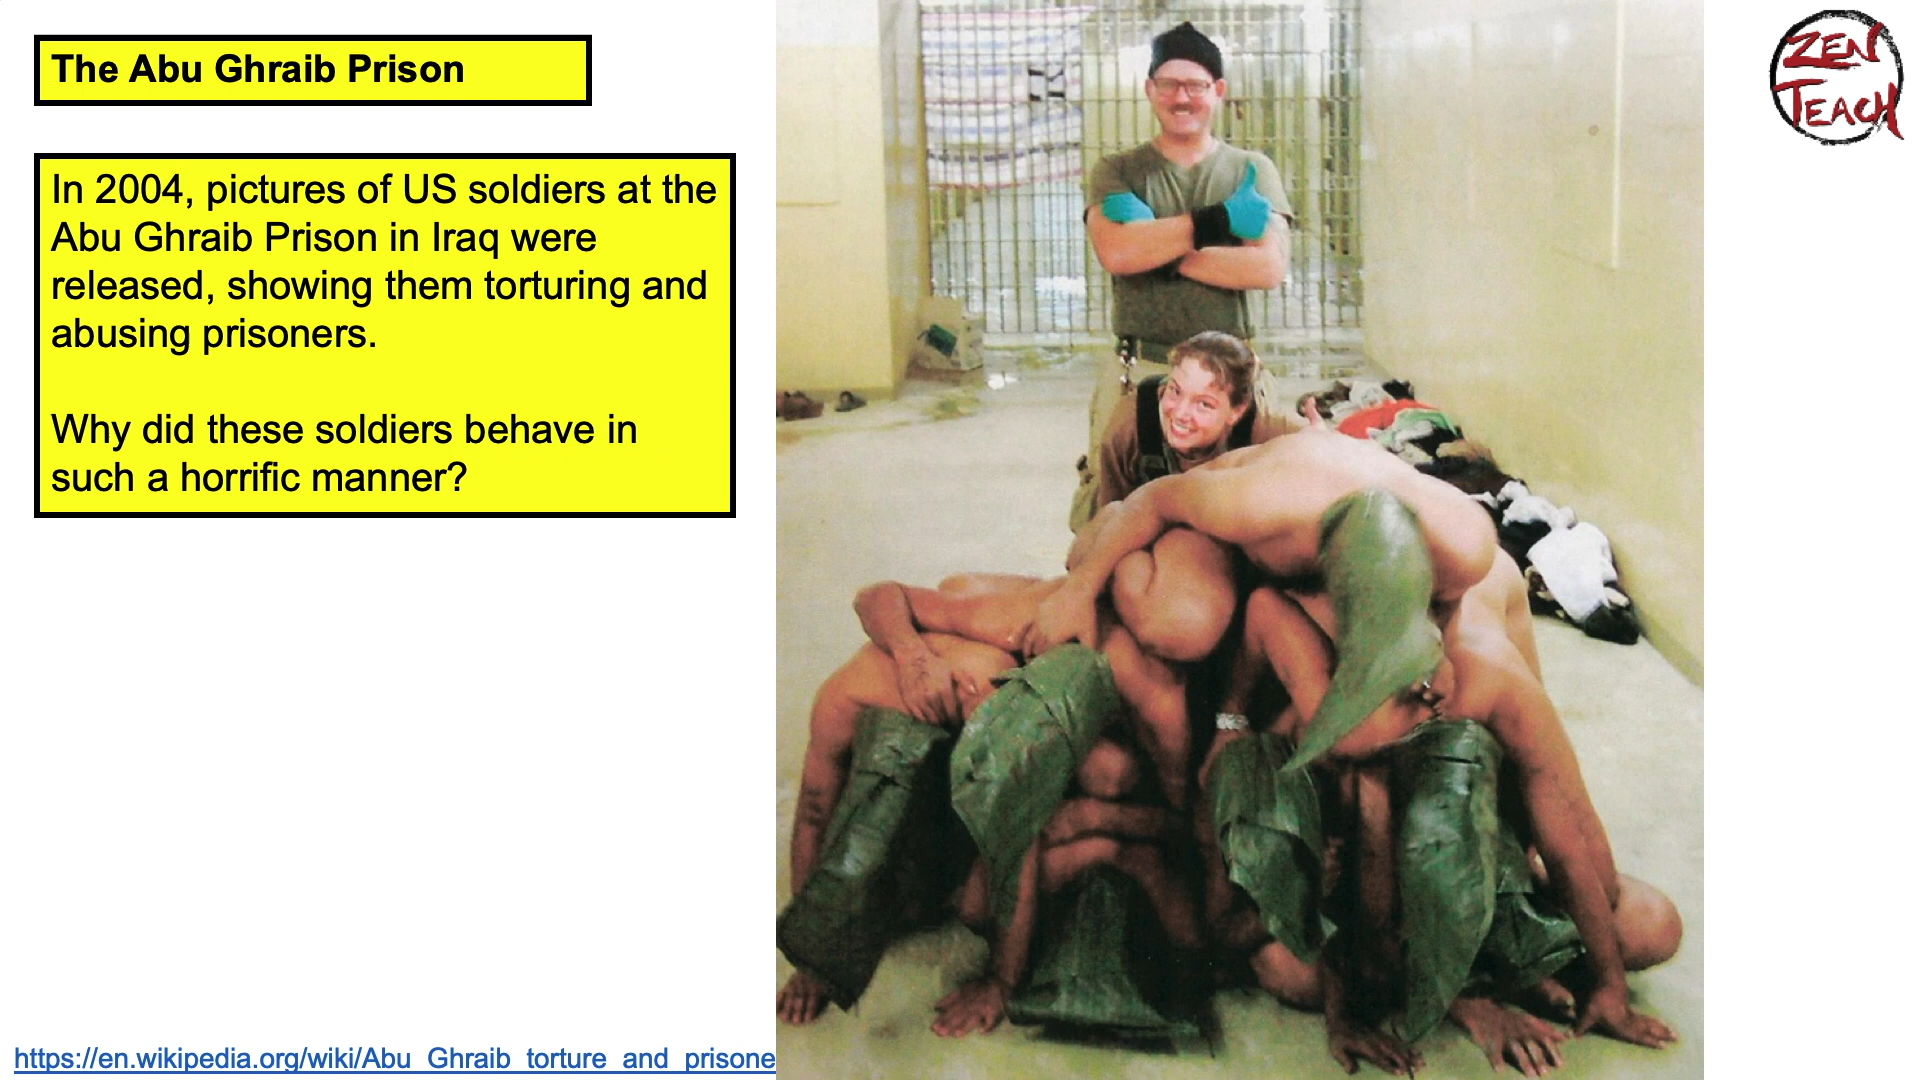 The Abu Ghraib Prison
In 2004, pictures of US soldiers at the
Abu Ghraib Prison in Iraq were
released, showing them torturing and
abusing prisoners.
Why did these soldiers behave in
such a horrific manner?
https://en.wikipedia.org/wiki/Abu_Ghraib_torture_and_prisone
ZEN
TEACH